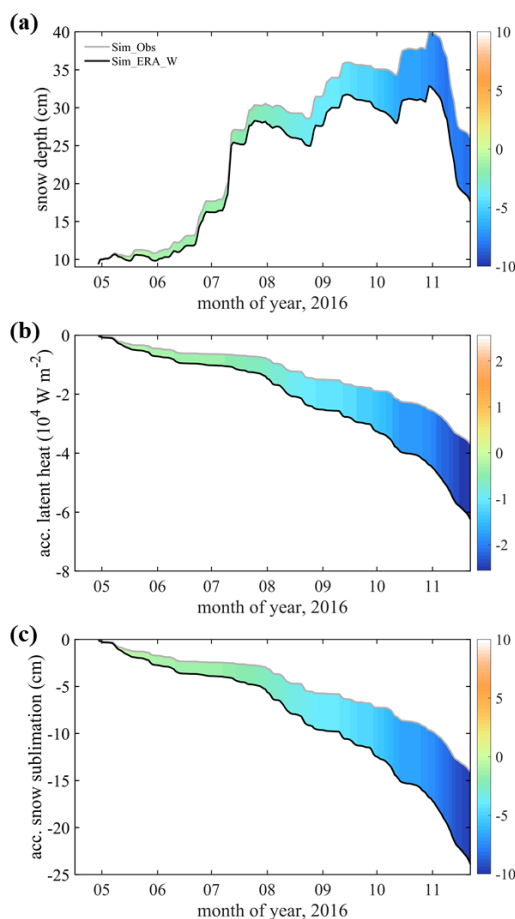 (a)
40
35
30
25
20
15
10
snow depth (cm)
Sim_Obs
Sim_ERA_W
05 06 07 08 09 10 11
month of year, 2016
10
5
0
-5
-10
(b)
0
-2
-4
-6
-8
acc. latent heat (10⁴ W m⁻²)
05 06 07 08 09 10 11
month of year, 2016
2
1
0
-1
-2
(c)
0
-5
-10
-15
-20
-25
acc. snow sublimation (cm)
05 06 07 08 09 10 11
month of year, 2016
10
5
0
-5
-10